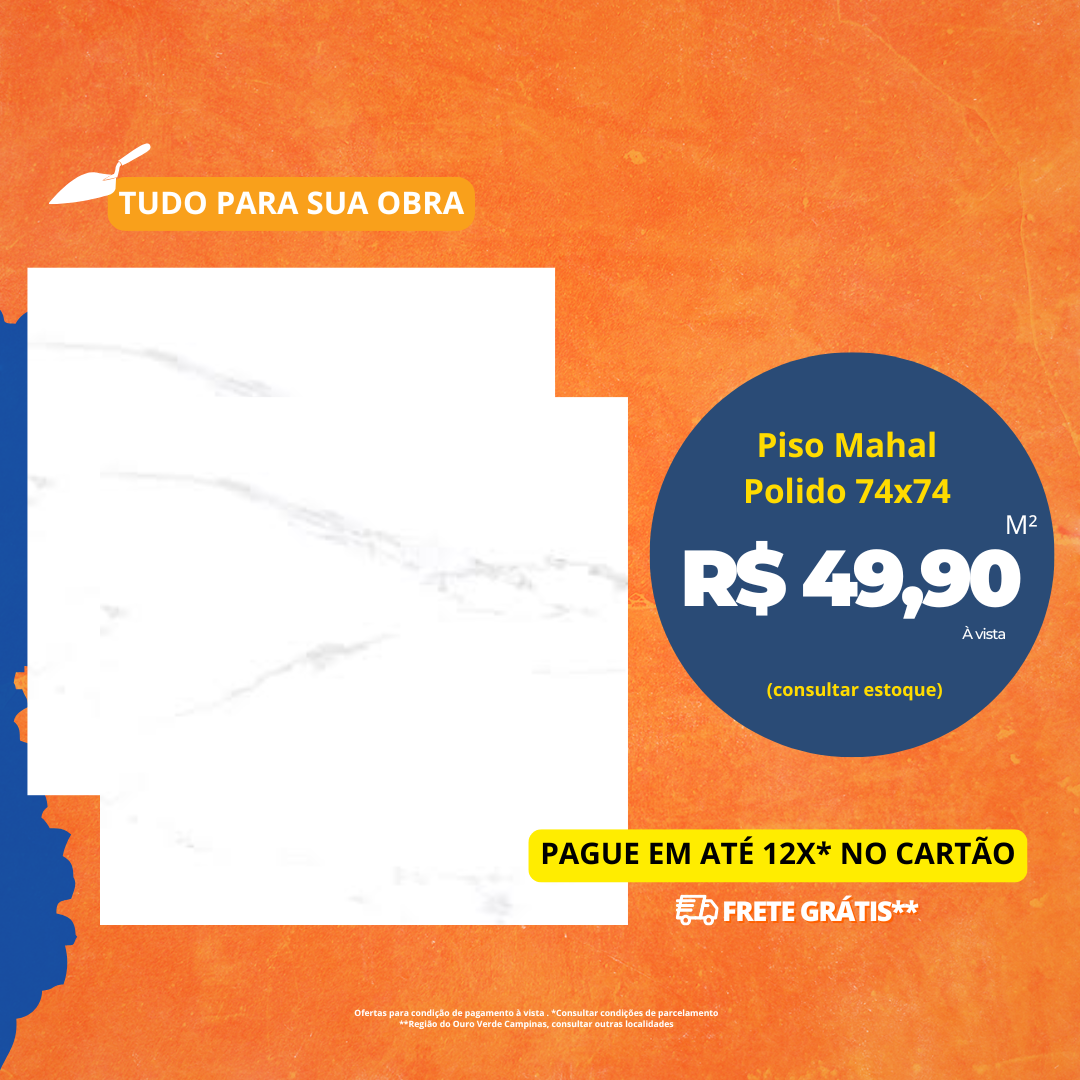 TUDO PARA SUA OBRA
Piso Mahal
Polido 74x74
M²
R$ 49,90
À vista
(consultar estoque)
PAGUE EM ATÉ 12X* NO CARTÃO
FRETE GRÁTIS**
Ofertas para condição de pagamento à vista . *Consultar condições de parcelamento
**Região do Ouro Verde Campinas, consultar outras localidades